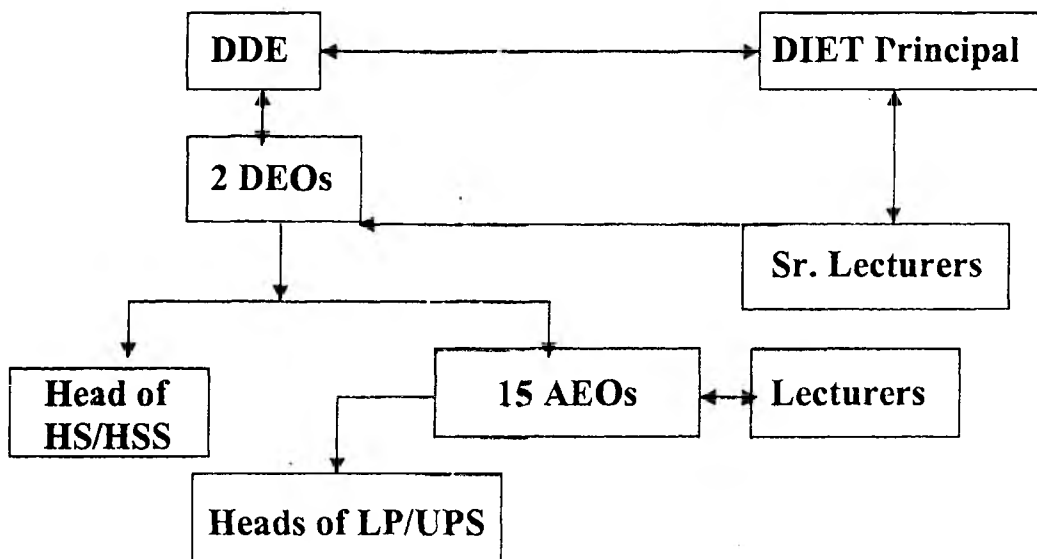 DDE
DIET Principal
2 DEOs
Sr. Lecturers
Head of
HS/HSS
15 AEOs
Lecturers
Heads of LP/UPS